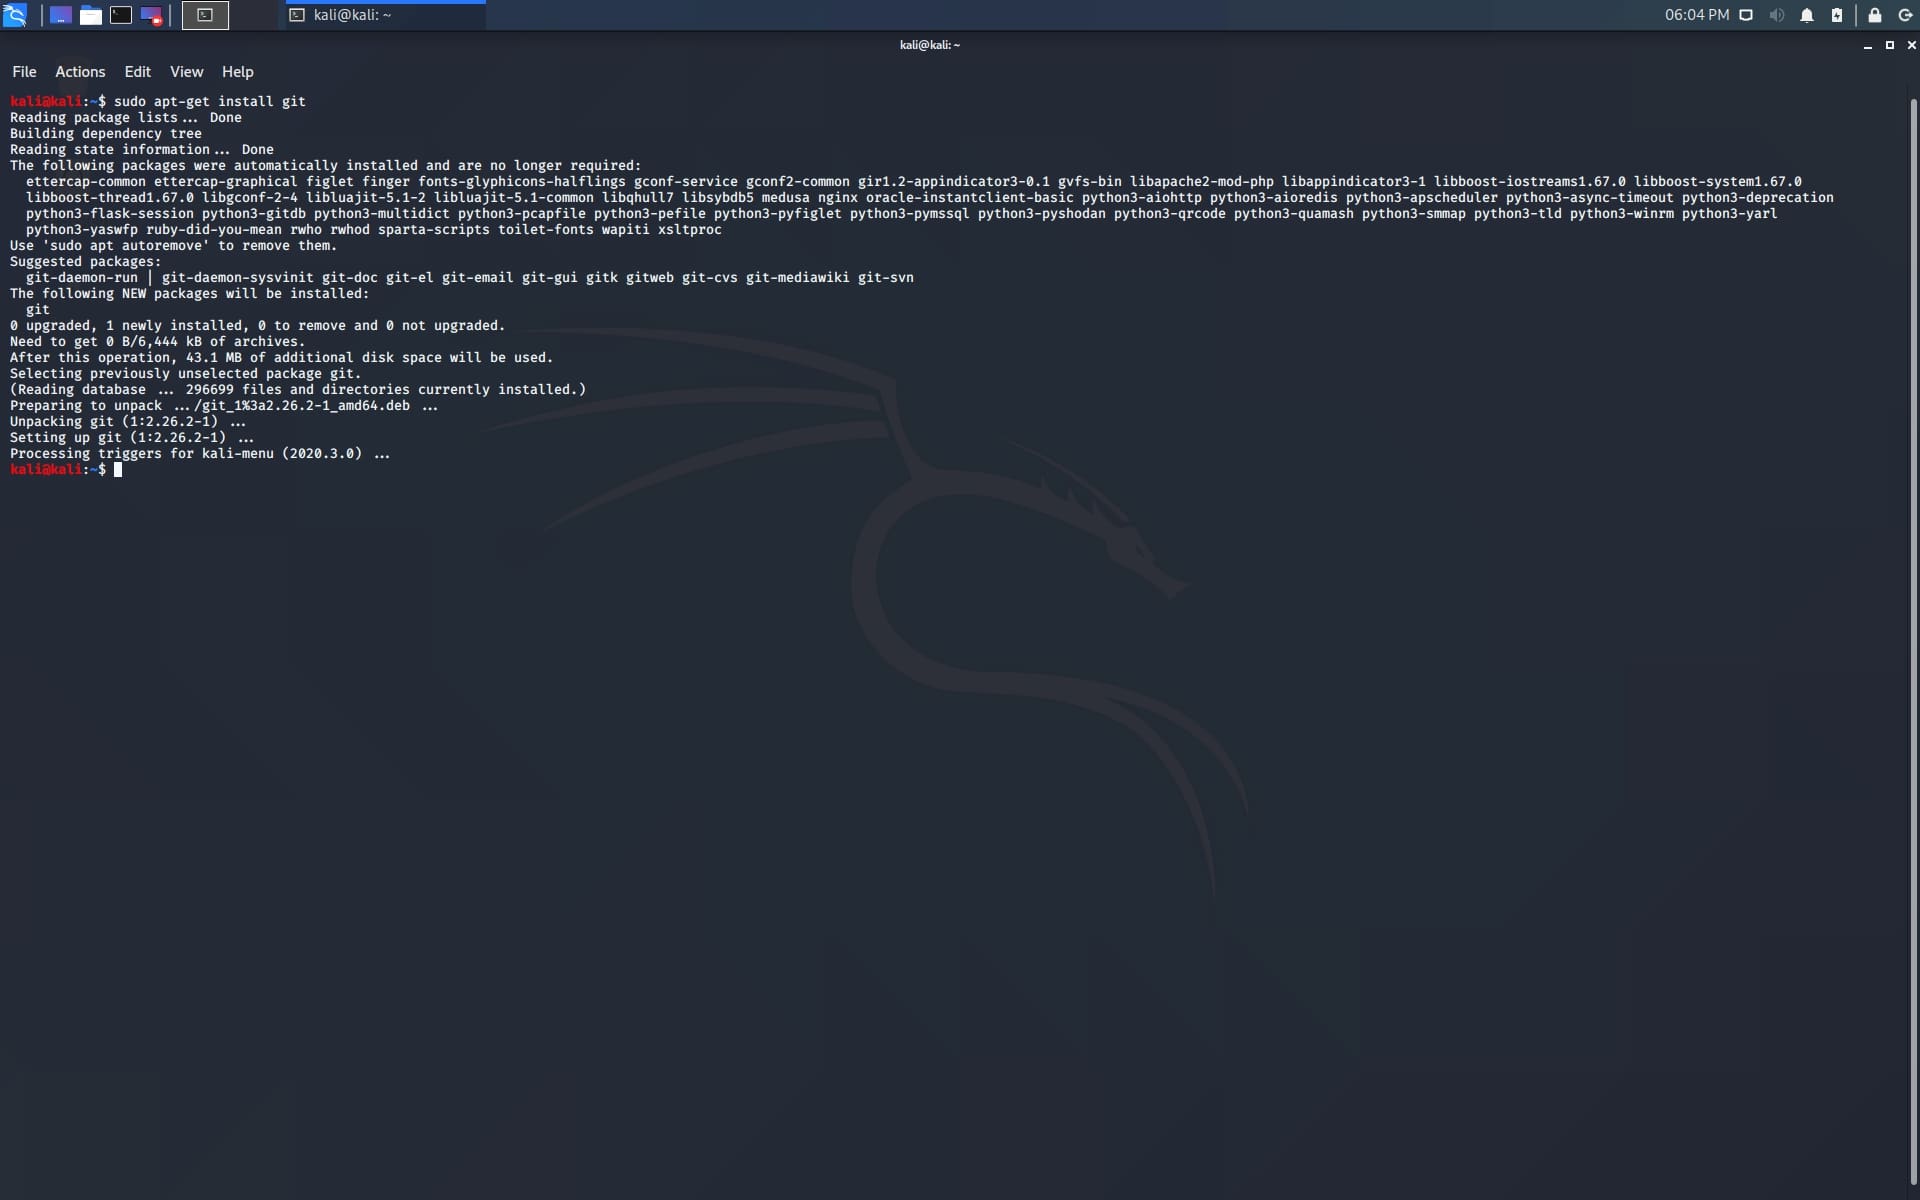 kali@kali: ~
06:04 PM
kali@kali: ~
File Actions Edit View Help
kali@kali:~$ sudo apt-get install git
Reading package lists... Done
Building dependency tree
Reading state information... Done
The following packages were automatically installed and are no longer required:
  ettercap-common ettercap-graphical figlet finger fonts-glyphicons-halflings gconf-service gconf2-common gir1.2-appindicator3-0.1 gvfs-bin libapache2-mod-php libappindicator3-1 libboost-iostreams1.67.0 libboost-system1.67.0
  libboost-thread1.67.0 libgconf-2-4 libluajit-5.1-2 libluajit-5.1-common libqhull7 libsybdb5 medusa nginx oracle-instantclient-basic python3-aiohttp python3-aioredis python3-apscheduler python3-async-timeout python3-deprecation
  python3-flask-session python3-gitdb python3-multidict python3-pcapfile python3-pefile python3-pyfiglet python3-pymssql python3-pyshodan python3-qrcode python3-quamash python3-smmap python3-tld python3-winrm python3-yarl
  python3-yaswfp ruby-did-you-mean rwho rwhod sparta-scripts toilet-fonts wapiti xsltproc
Use 'sudo apt autoremove' to remove them.
Suggested packages:
  git-daemon-run | git-daemon-sysvinit git-doc git-el git-email git-gui gitk gitweb git-cvs git-mediawiki git-svn
The following NEW packages will be installed:
  git
0 upgraded, 1 newly installed, 0 to remove and 0 not upgraded.
Need to get 0 B/6,444 kB of archives.
After this operation, 43.1 MB of additional disk space will be used.
Selecting previously unselected package git.
(Reading database ... 296699 files and directories currently installed.)
Preparing to unpack .../git_1%3a2.26.2-1_amd64.deb ...
Unpacking git (1:2.26.2-1) ...
Setting up git (1:2.26.2-1) ...
Processing triggers for kali-menu (2020.3.0) ...
kali@kali:~$